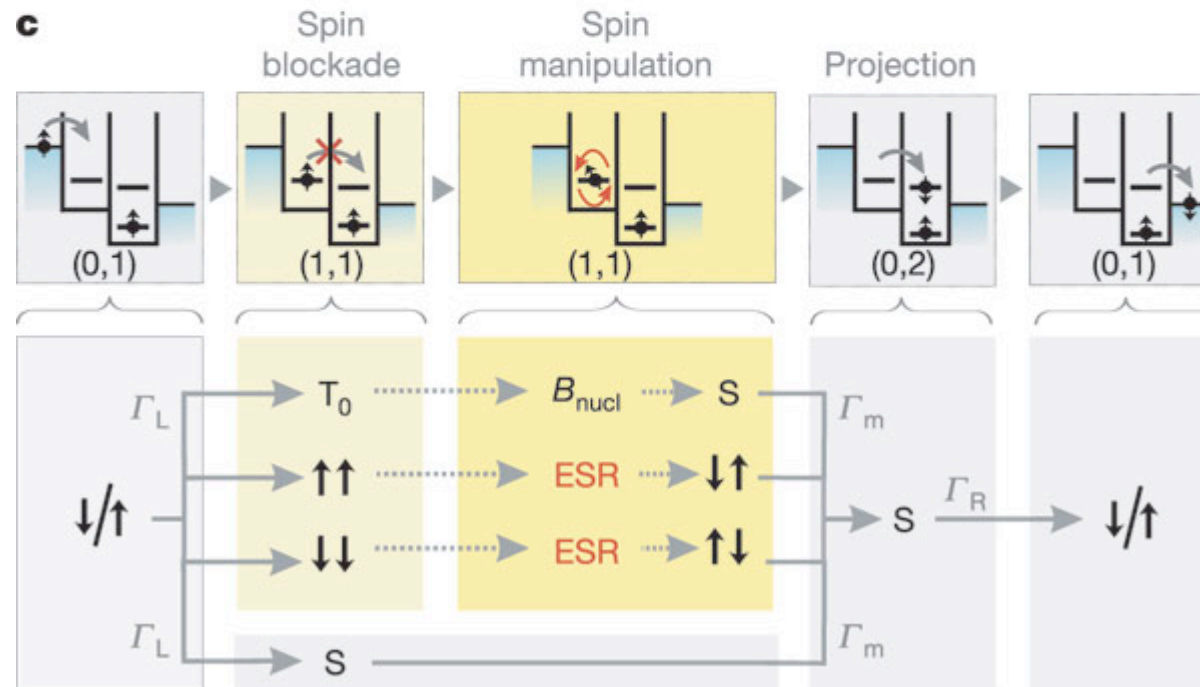 c
Spin
blockade
Spin
manipulation
Projection
(0,1)
(1,1)
(1,1)
(0,2)
(0,1)
Γ_L T_0 B_nucl S Γ_m
↑↑ ESR ↓↑
↓/↑ S Γ_R ↓/↑
↓↓ ESR ↑↓
Γ_L S Γ_m